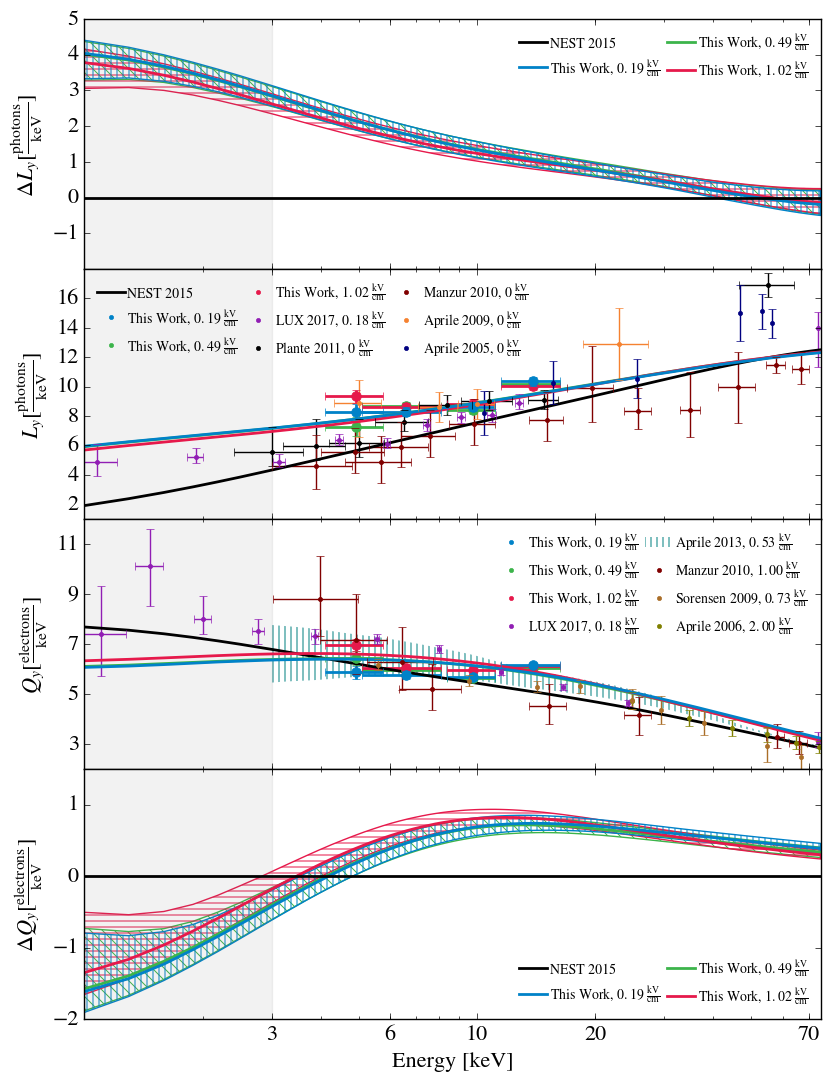 5
4
3
2
1
0
−1
ΔL_y[photons/keV]
NEST 2015
This Work, 0.19 kV/cm
This Work, 0.49 kV/cm
This Work, 1.02 kV/cm
16
14
12
10
8
6
4
2
L_y[photons/keV]
NEST 2015
This Work, 0.19 kV/cm
This Work, 0.49 kV/cm
This Work, 1.02 kV/cm
LUX 2017, 0.18 kV/cm
Plante 2011, 0 kV/cm
Manzur 2010, 0 kV/cm
Aprile 2009, 0 kV/cm
Aprile 2005, 0 kV/cm
11
9
7
5
3
Q_y[electrons/keV]
This Work, 0.19 kV/cm
This Work, 0.49 kV/cm
This Work, 1.02 kV/cm
LUX 2017, 0.18 kV/cm
Aprile 2013, 0.53 kV/cm
Manzur 2010, 1.00 kV/cm
Sorensen 2009, 0.73 kV/cm
Aprile 2006, 2.00 kV/cm
1
0
−1
−2
ΔQ_y[electrons/keV]
NEST 2015
This Work, 0.19 kV/cm
This Work, 0.49 kV/cm
This Work, 1.02 kV/cm
3 6 10 20 70
Energy [keV]